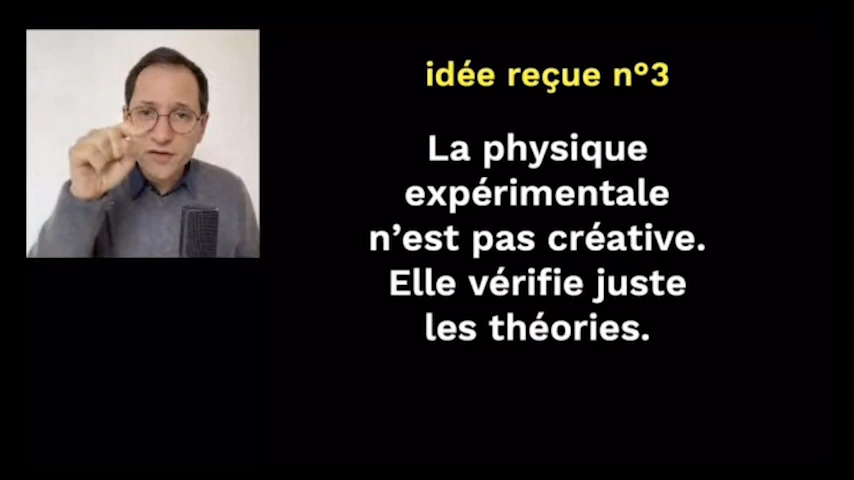 idée reçue n°3
La physique
expérimentale
n’est pas créative.
Elle vérifie juste
les théories.